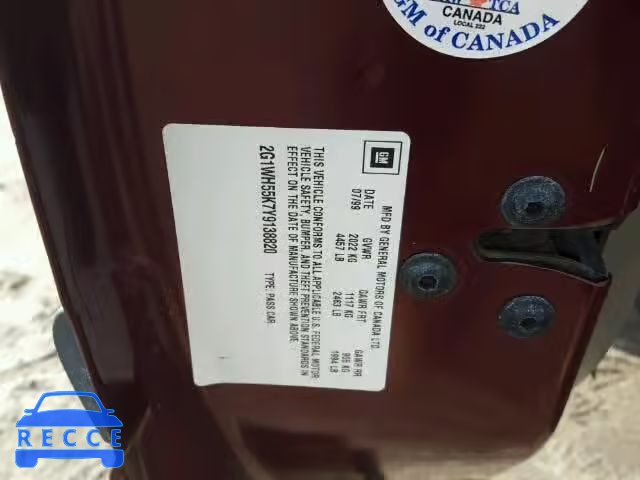 TCA
CANADA
LOCAL 222
GM of CANADA
GM
MFD BY GENERAL MOTORS OF CANADA LTD.
DATE GVWR GAWR FRT GAWR RR
07/99 2022 KG 1117 KG 905 KG
4457 LB 2463 LB 1994 LB
THIS VEHICLE CONFORMS TO ALL APPLICABLE U.S. FEDERAL MOTOR
VEHICLE SAFETY, BUMPER, AND THEFT PREVENTION STANDARDS IN
EFFECT ON THE DATE OF MANUFACTURE SHOWN ABOVE.
2G1WH55K7Y9138820 TYPE: PASS CAR
RECCE